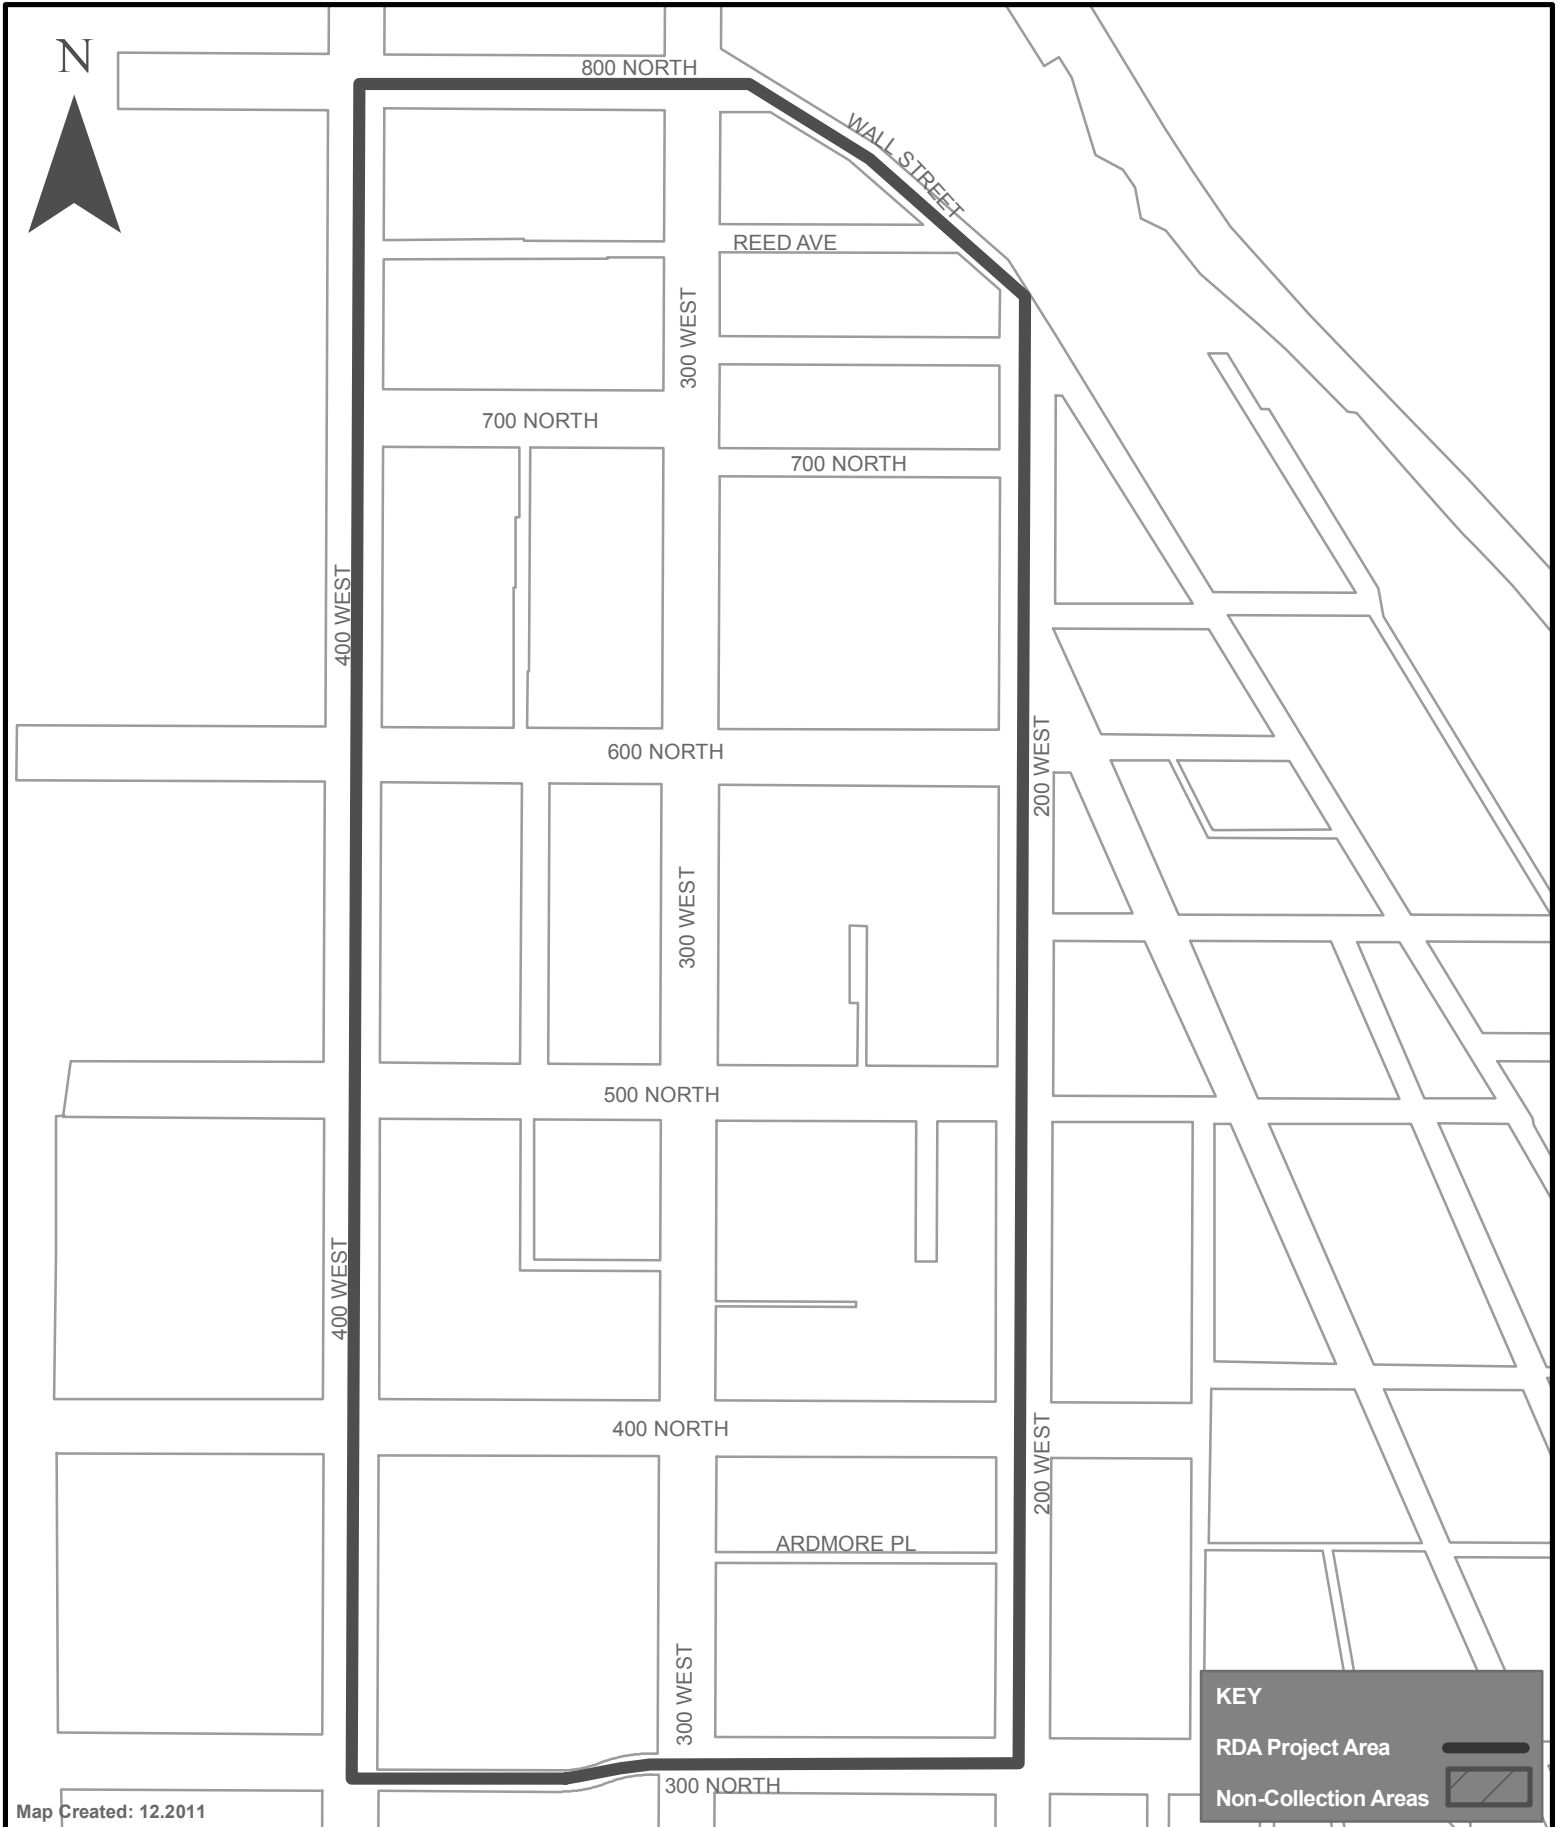 N
800 NORTH
WALL STREET
REED AVE
300 WEST
700 NORTH
700 NORTH
400 WEST
600 NORTH
200 WEST
300 WEST
500 NORTH
400 WEST
400 NORTH
200 WEST
ARDMORE PL
300 WEST
300 NORTH
KEY
RDA Project Area
Non-Collection Areas
Map Created: 12.2011